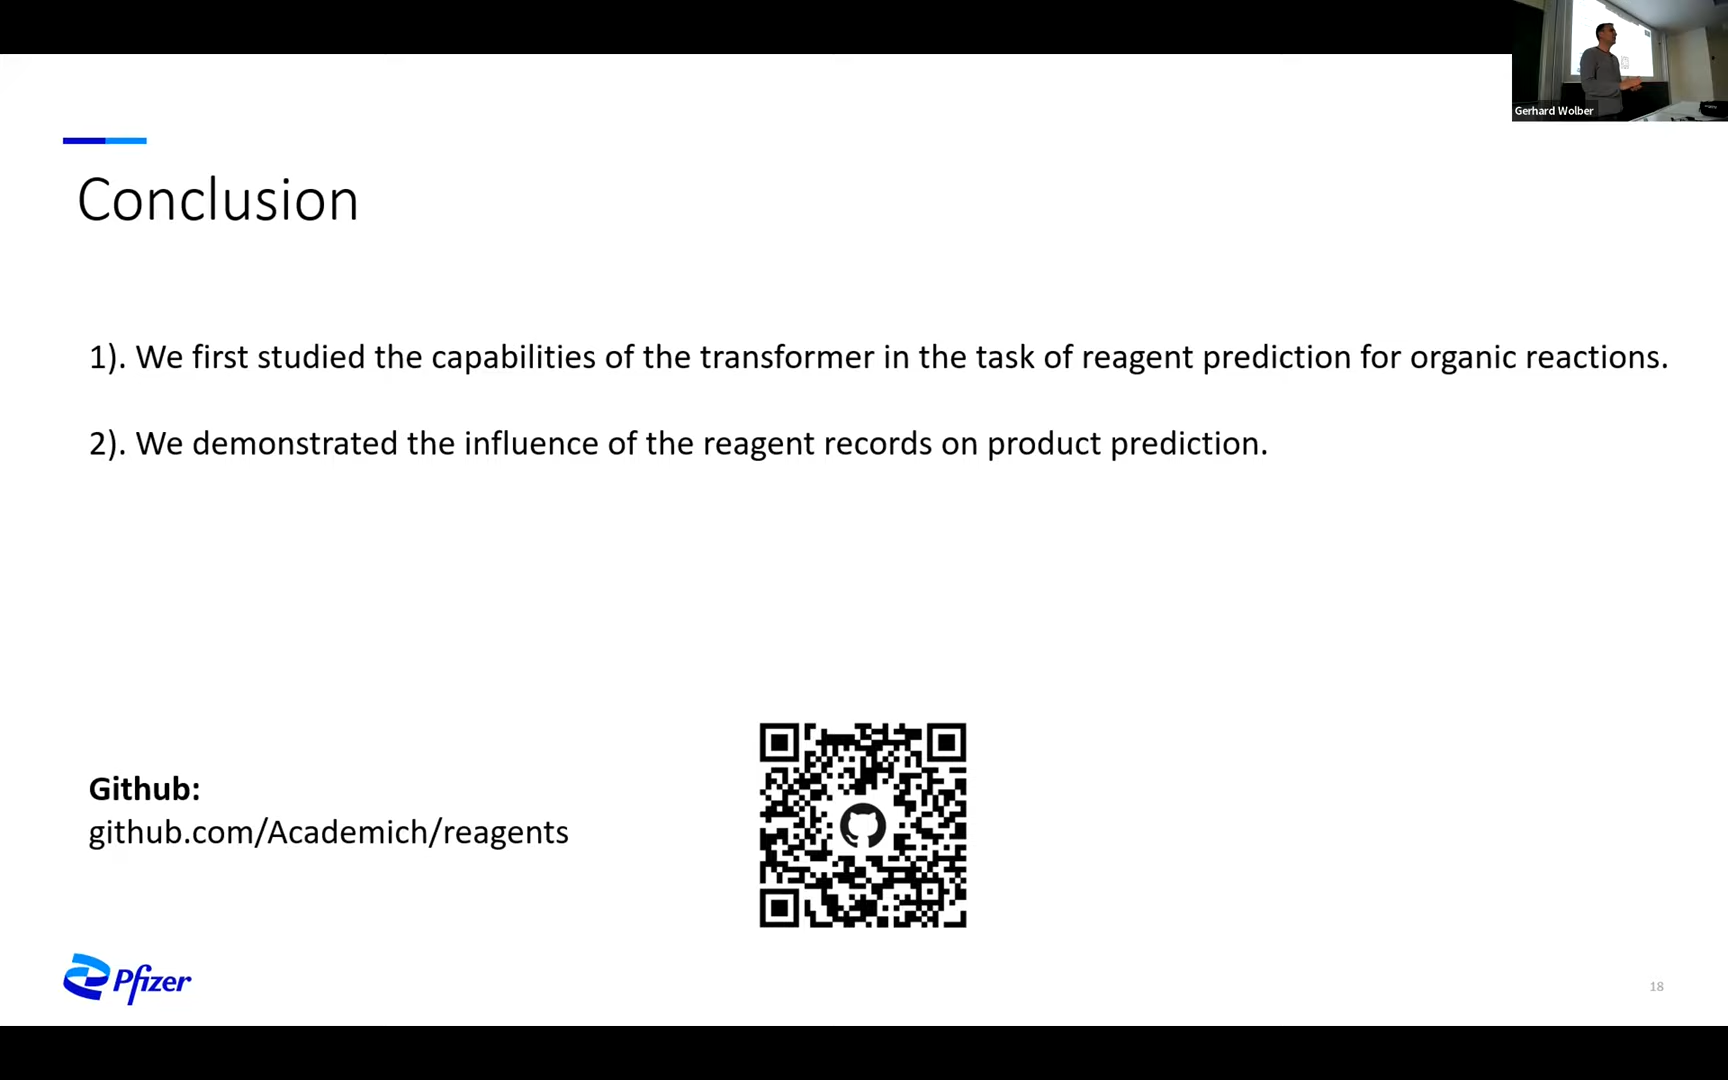 Gerhard Wolber
Conclusion
1). We first studied the capabilities of the transformer in the task of reagent prediction for organic reactions.
2). We demonstrated the influence of the reagent records on product prediction.
Github:
github.com/Academich/reagents
Pfizer
18